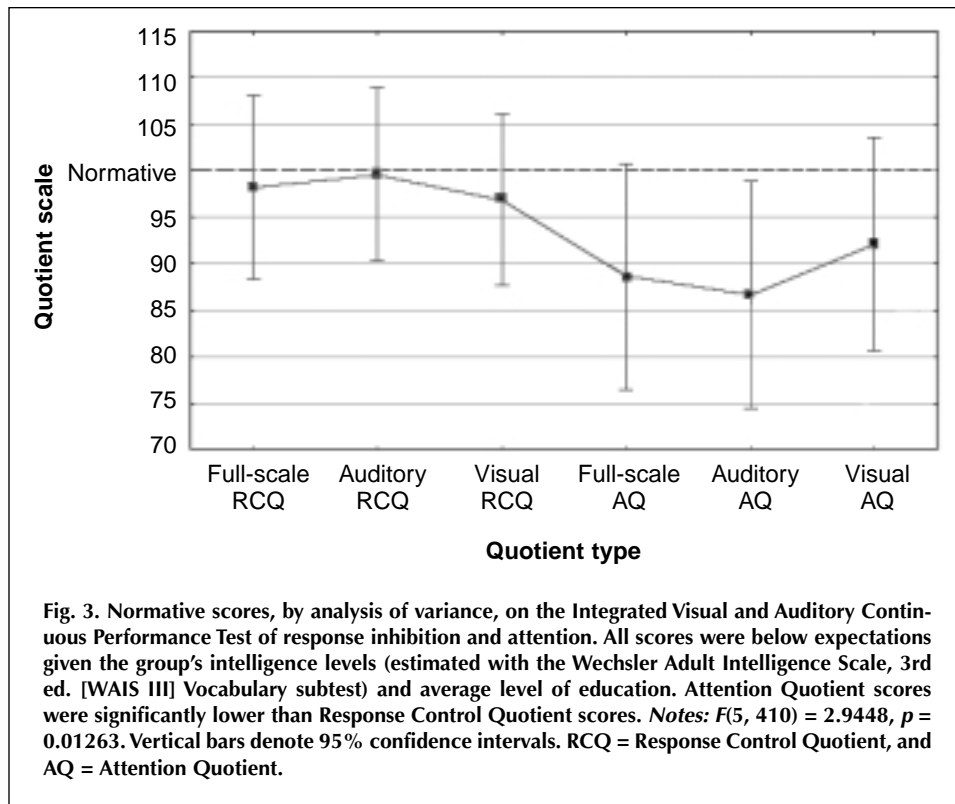 115
110
105
Normative
95
90
85
80
75
70
Quotient scale
Full-scale RCQ
Auditory RCQ
Visual RCQ
Full-scale AQ
Auditory AQ
Visual AQ
Quotient type
Fig. 3. Normative scores, by analysis of variance, on the Integrated Visual and Auditory Contin-
uous Performance Test of response inhibition and attention. All scores were below expectations
given the group's intelligence levels (estimated with the Wechsler Adult Intelligence Scale, 3rd
ed. [WAIS III] Vocabulary subtest) and average level of education. Attention Quotient scores
were significantly lower than Response Control Quotient scores. Notes: F(5, 410) = 2.9448, p =
0.01263. Vertical bars denote 95% confidence intervals. RCQ = Response Control Quotient, and
AQ = Attention Quotient.